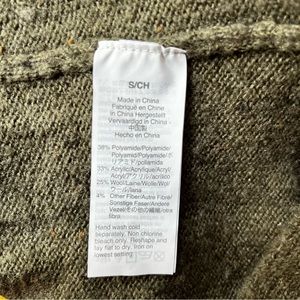 S/CH
Made in China
Fabriqué en Chine
in China Hergestellt
Vervaardigd in China
中国製
Hecho en China
38% Polyamide/Polyamide/
Polyamid/Polyamide/ポ
リアミド/poliamida
33% Acrylic/Acrylique/Acryl/
Acryl/アクリル/acrílico
25% Wool/Laine/Wolle/Wol/
ウール/lana
4% Other Fiber/Autre Fibre/
Sonstige Faser/Andere
Vezel/その他の繊維/otra
fibra
Hand wash cold
separately. Non chlorine
bleach only. Reshape and
lay flat to dry. Iron on
lowest setting